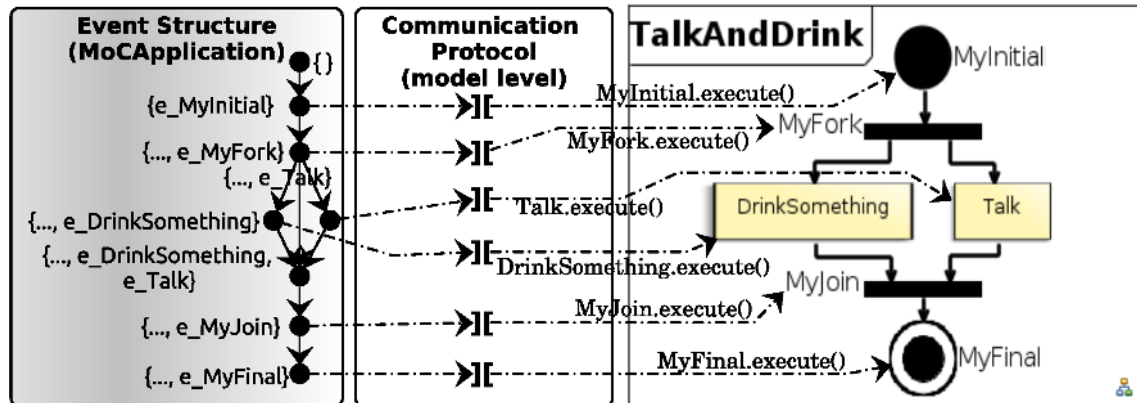 Event Structure
(MoCApplication)
{}
{e_MyInitial}
{..., e_MyFork}
{..., e_Talk}
{..., e_DrinkSomething}
{..., e_DrinkSomething,
e_Talk}
{..., e_MyJoin}
{..., e_MyFinal}
Communication
Protocol
(model level)
][
][
][
][
][
][
MyInitial.execute()
MyFork.execute()
Talk.execute()
DrinkSomething.execute()
MyJoin.execute()
MyFinal.execute()
TalkAndDrink
MyInitial
MyFork
DrinkSomething
Talk
MyJoin
MyFinal